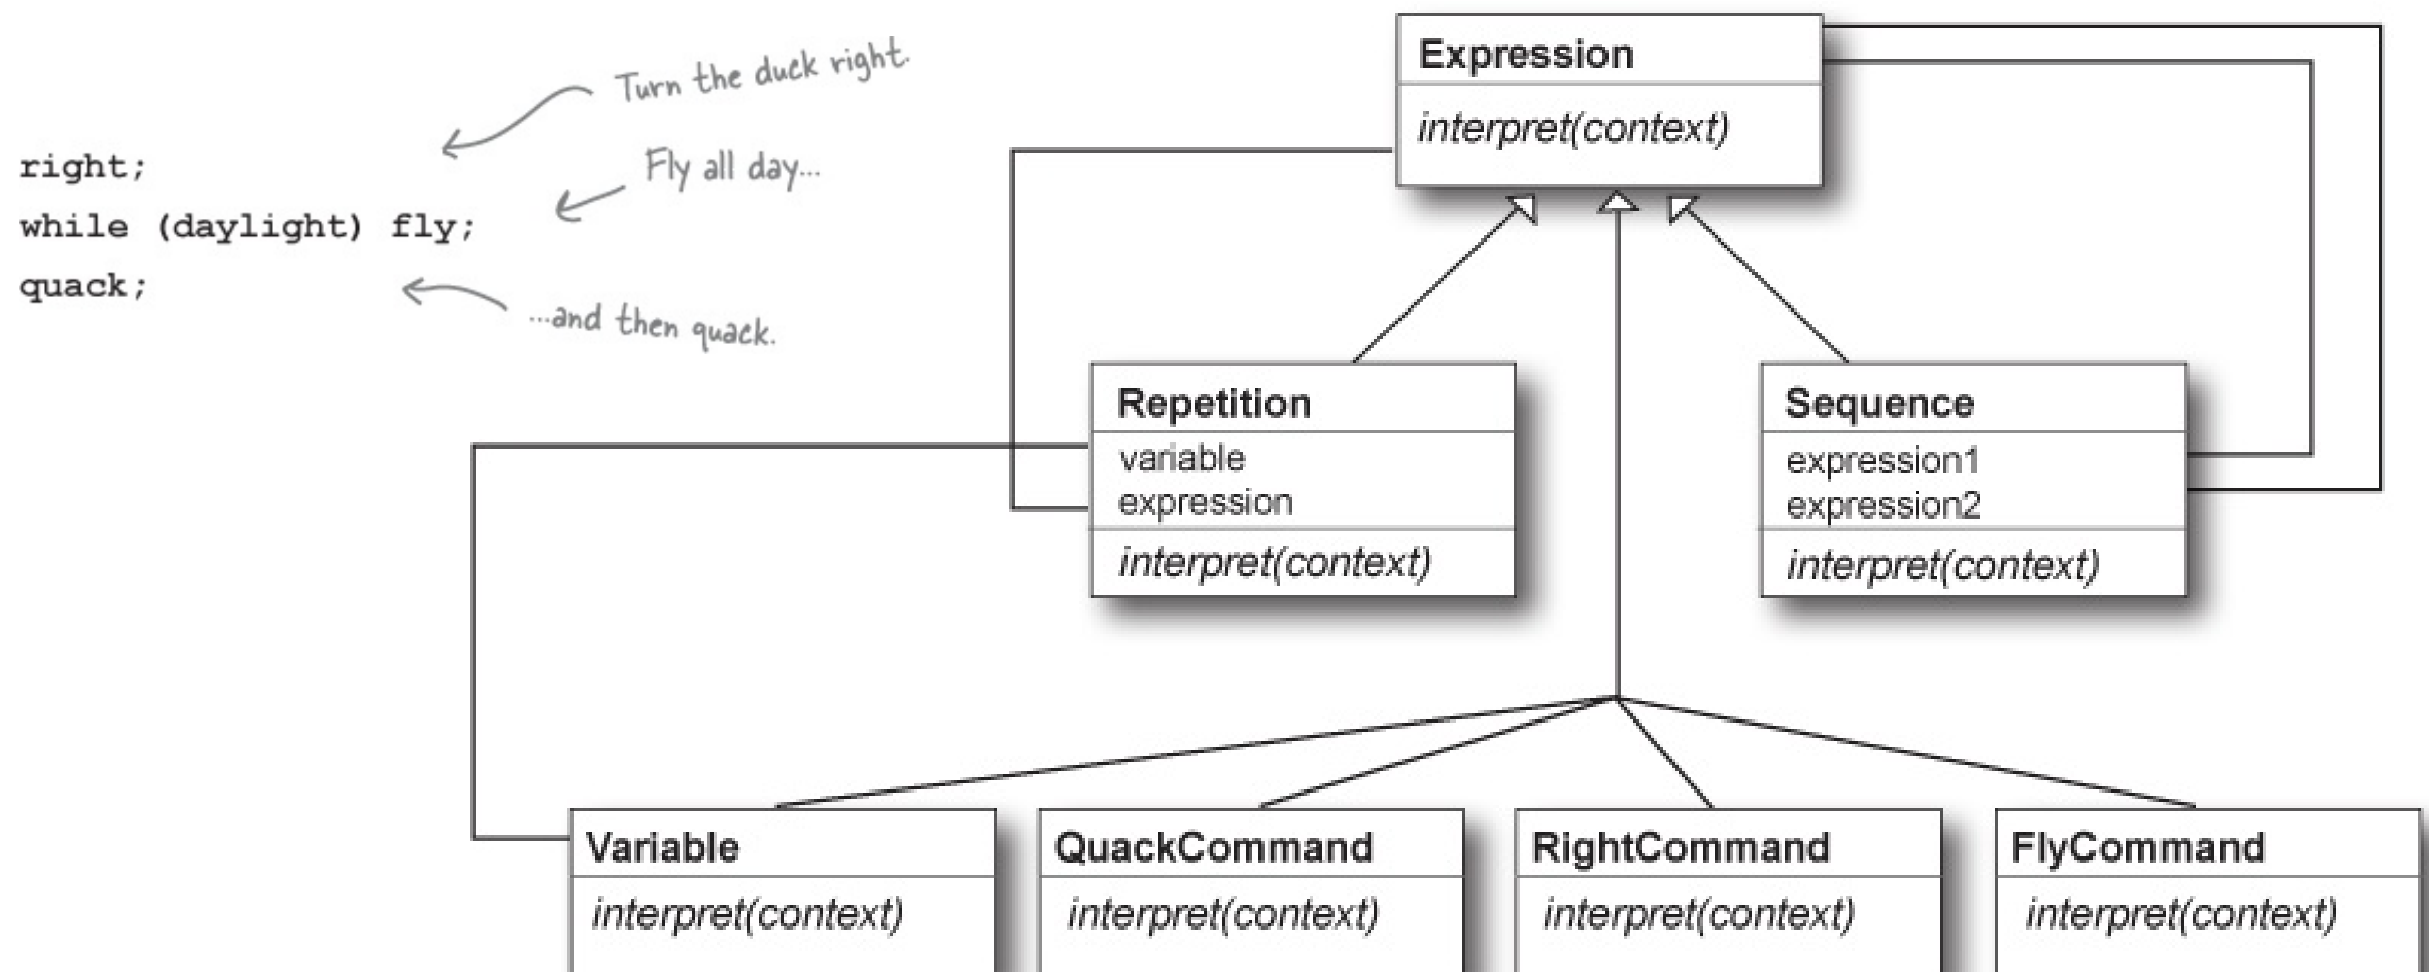 Turn the duck right.
right;
Fly all day...
while (daylight) fly;
quack;
...and then quack.
Expression
interpret(context)
Repetition
variable
expression
interpret(context)
Sequence
expression1
expression2
interpret(context)
Variable
interpret(context)
QuackCommand
interpret(context)
RightCommand
interpret(context)
FlyCommand
interpret(context)